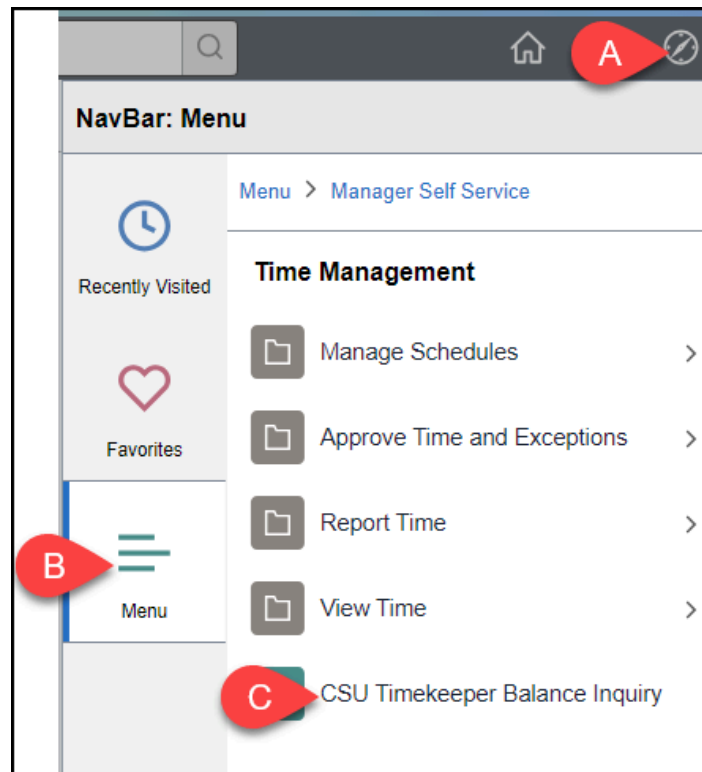 A
NavBar: Menu
Menu > Manager Self Service
Recently Visited
Time Management
Manage Schedules
Favorites
Approve Time and Exceptions
Report Time
B
Menu
View Time
C
CSU Timekeeper Balance Inquiry